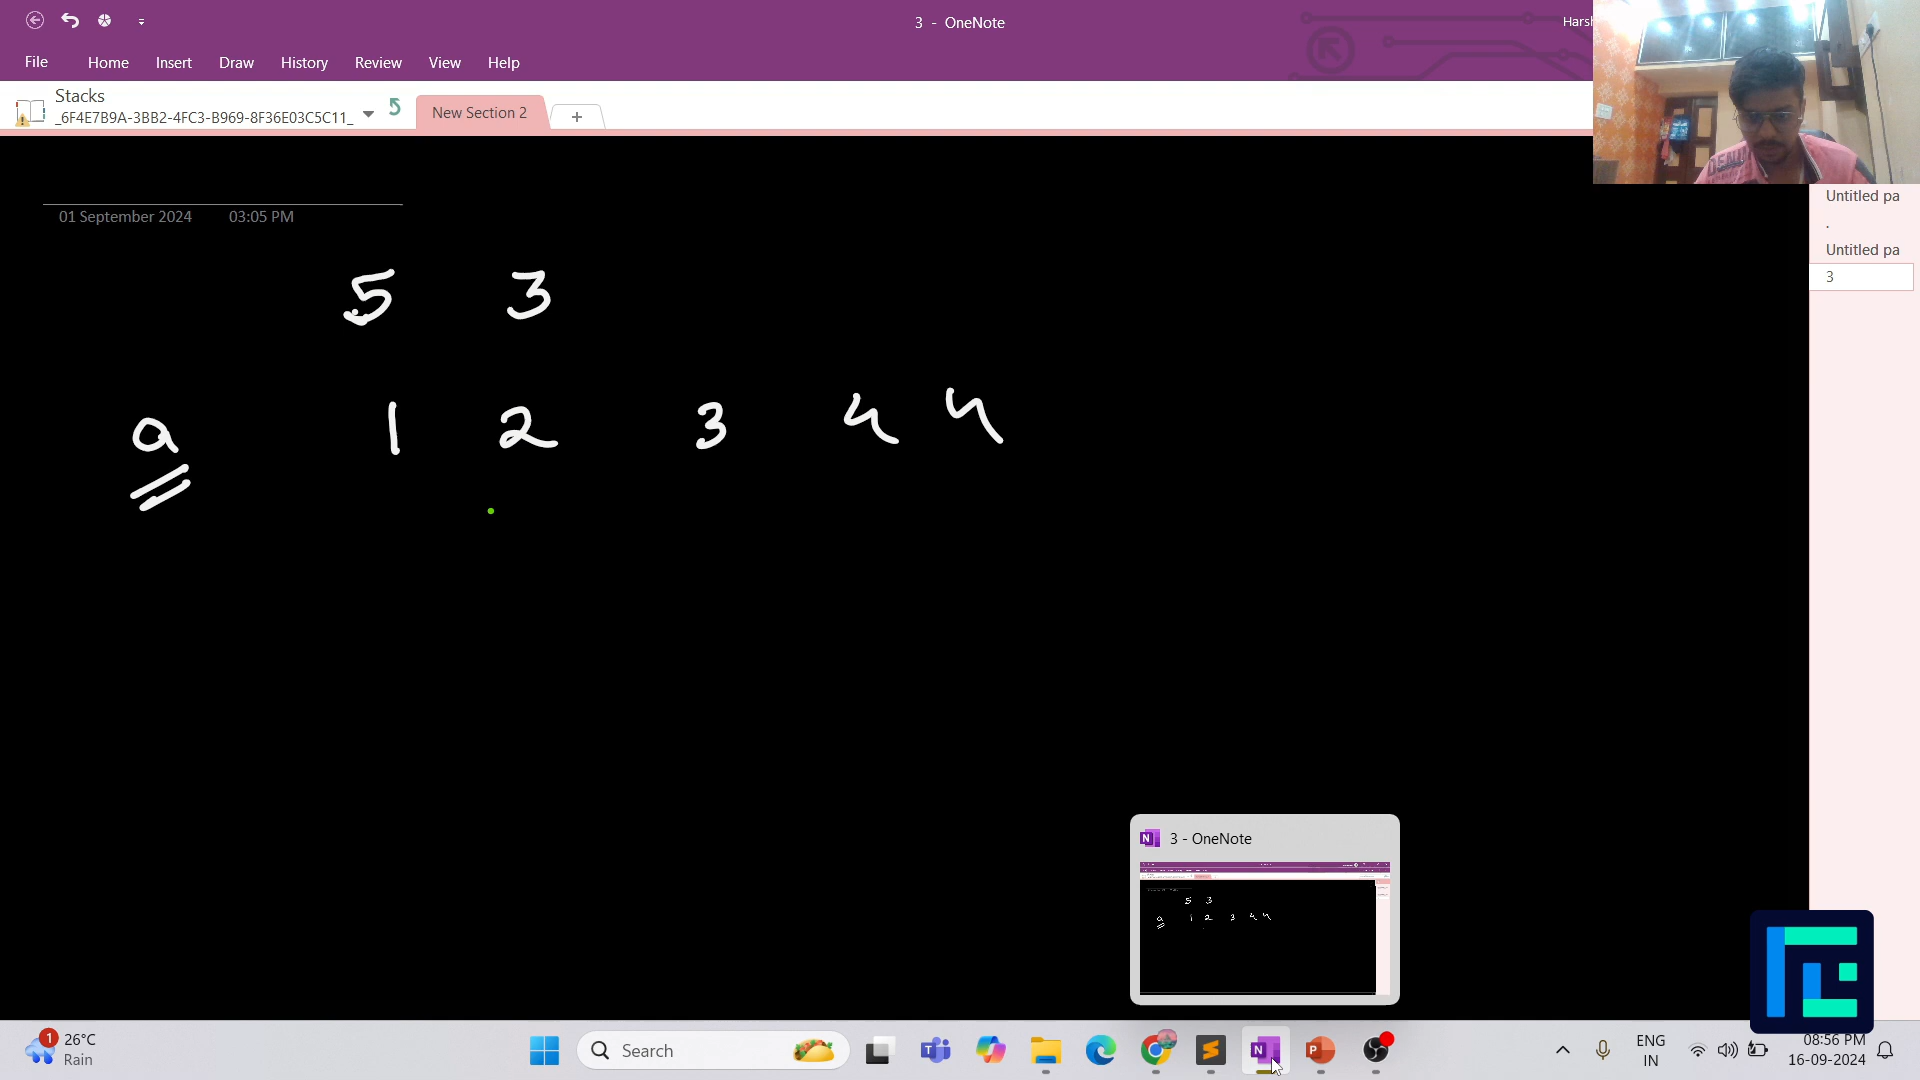 3 - OneNote
Harsh
File Home Insert Draw History Review View Help
Stacks
_6F4E7B9A-3BB2-4FC3-B969-8F36E03C5C11_
New Section 2
+
01 September 2024 03:05 PM
Untitled pa
.
Untitled pa
3
5 3
a 1 2 3 4 4
N 3 - OneNote
1
26°C
Rain
Search
ENG
IN
08:56 PM
16-09-2024